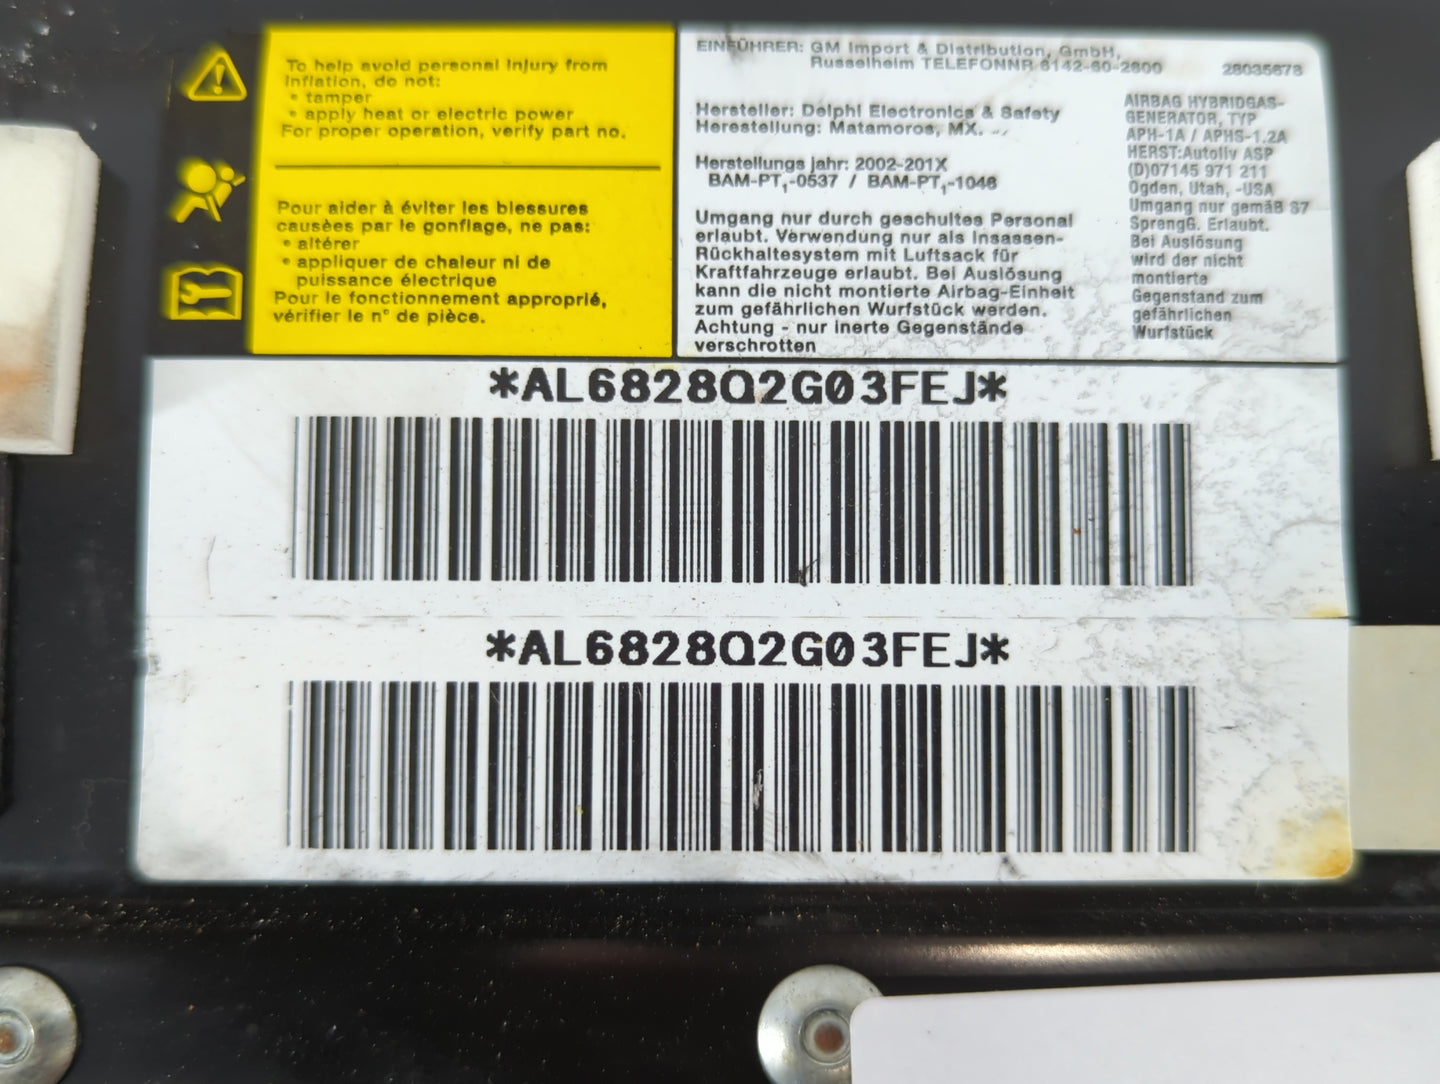 To help avoid personal injury from
inflation, do not:
• tamper
• apply heat or electric power
For proper operation, verify part no.
Pour aider à éviter les blessures
causées par le gonflage, ne pas:
• altérer
• appliquer de chaleur ni de
puissance électrique
Pour le fonctionnement approprié,
vérifier le n° de pièce.
EINFÜHRER: GM Import & Distribution, GmbH,
Russelheim TELEFONNR 6142-80-2800
28035673
Hersteller: Delphi Electronics & Safety
Herestellung: Matamoros, MX.
Herstellungs jahr: 2002-201X
BAM-PT₁-0537 / BAM-PT₁-1046
Umgang nur durch geschultes Personal
erlaubt. Verwendung nur als Insassen-
Rückhaltesystem mit Luftsack für
Kraftfahrzeuge erlaubt. Bei Auslösung
kann die nicht montierte Airbag-Einheit
zum gefährlichen Wurfstück werden.
Achtung - nur inerte Gegenstände
verschrotten
AIRBAG HYBRIDGAS-
GENERATOR, TYP
APH-1A / APHS-1.2A
HERST:Autoliv ASP
(D)07145 971 211
Ogden, Utah, -USA
Umgang nur gemäß S7
SprengG. Erlaubt.
Bei Auslösung
wird der nicht
montierte
Gegenstand zum
gefährlichen
Wurfstück
*AL6828Q2G03FEJ*
*AL6828Q2G03FEJ*